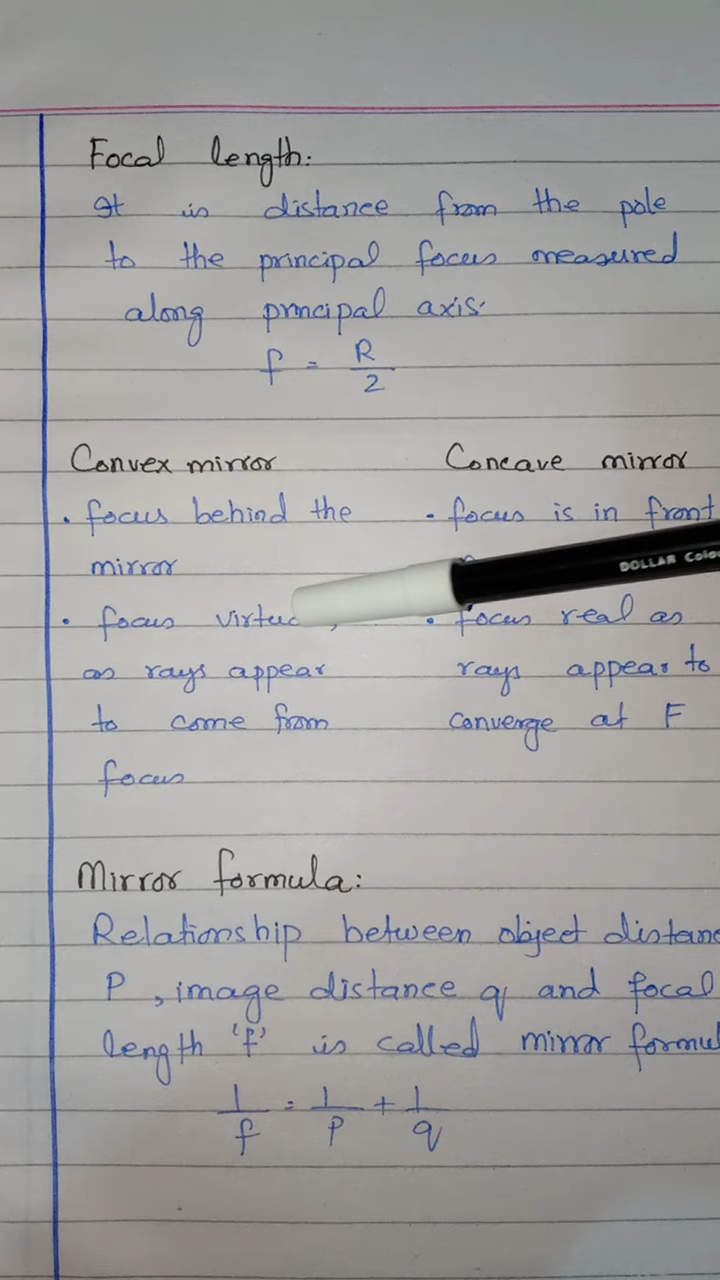 Focal length:
It is distance from the pole
to the principal focus measured
along principal axis.
f = R/2
Convex mirror
Concave mirror
• focus behind the
mirror
• focus virtual,
as rays appear
to come from
focus
• focus is in front
DOLLAR Colo
• focus real as
rays appear to
converge at F
Mirror formula:
Relationship between object distanc
P, image distance q and focal
length 'f' is called mirror formul
1/f = 1/P + 1/q